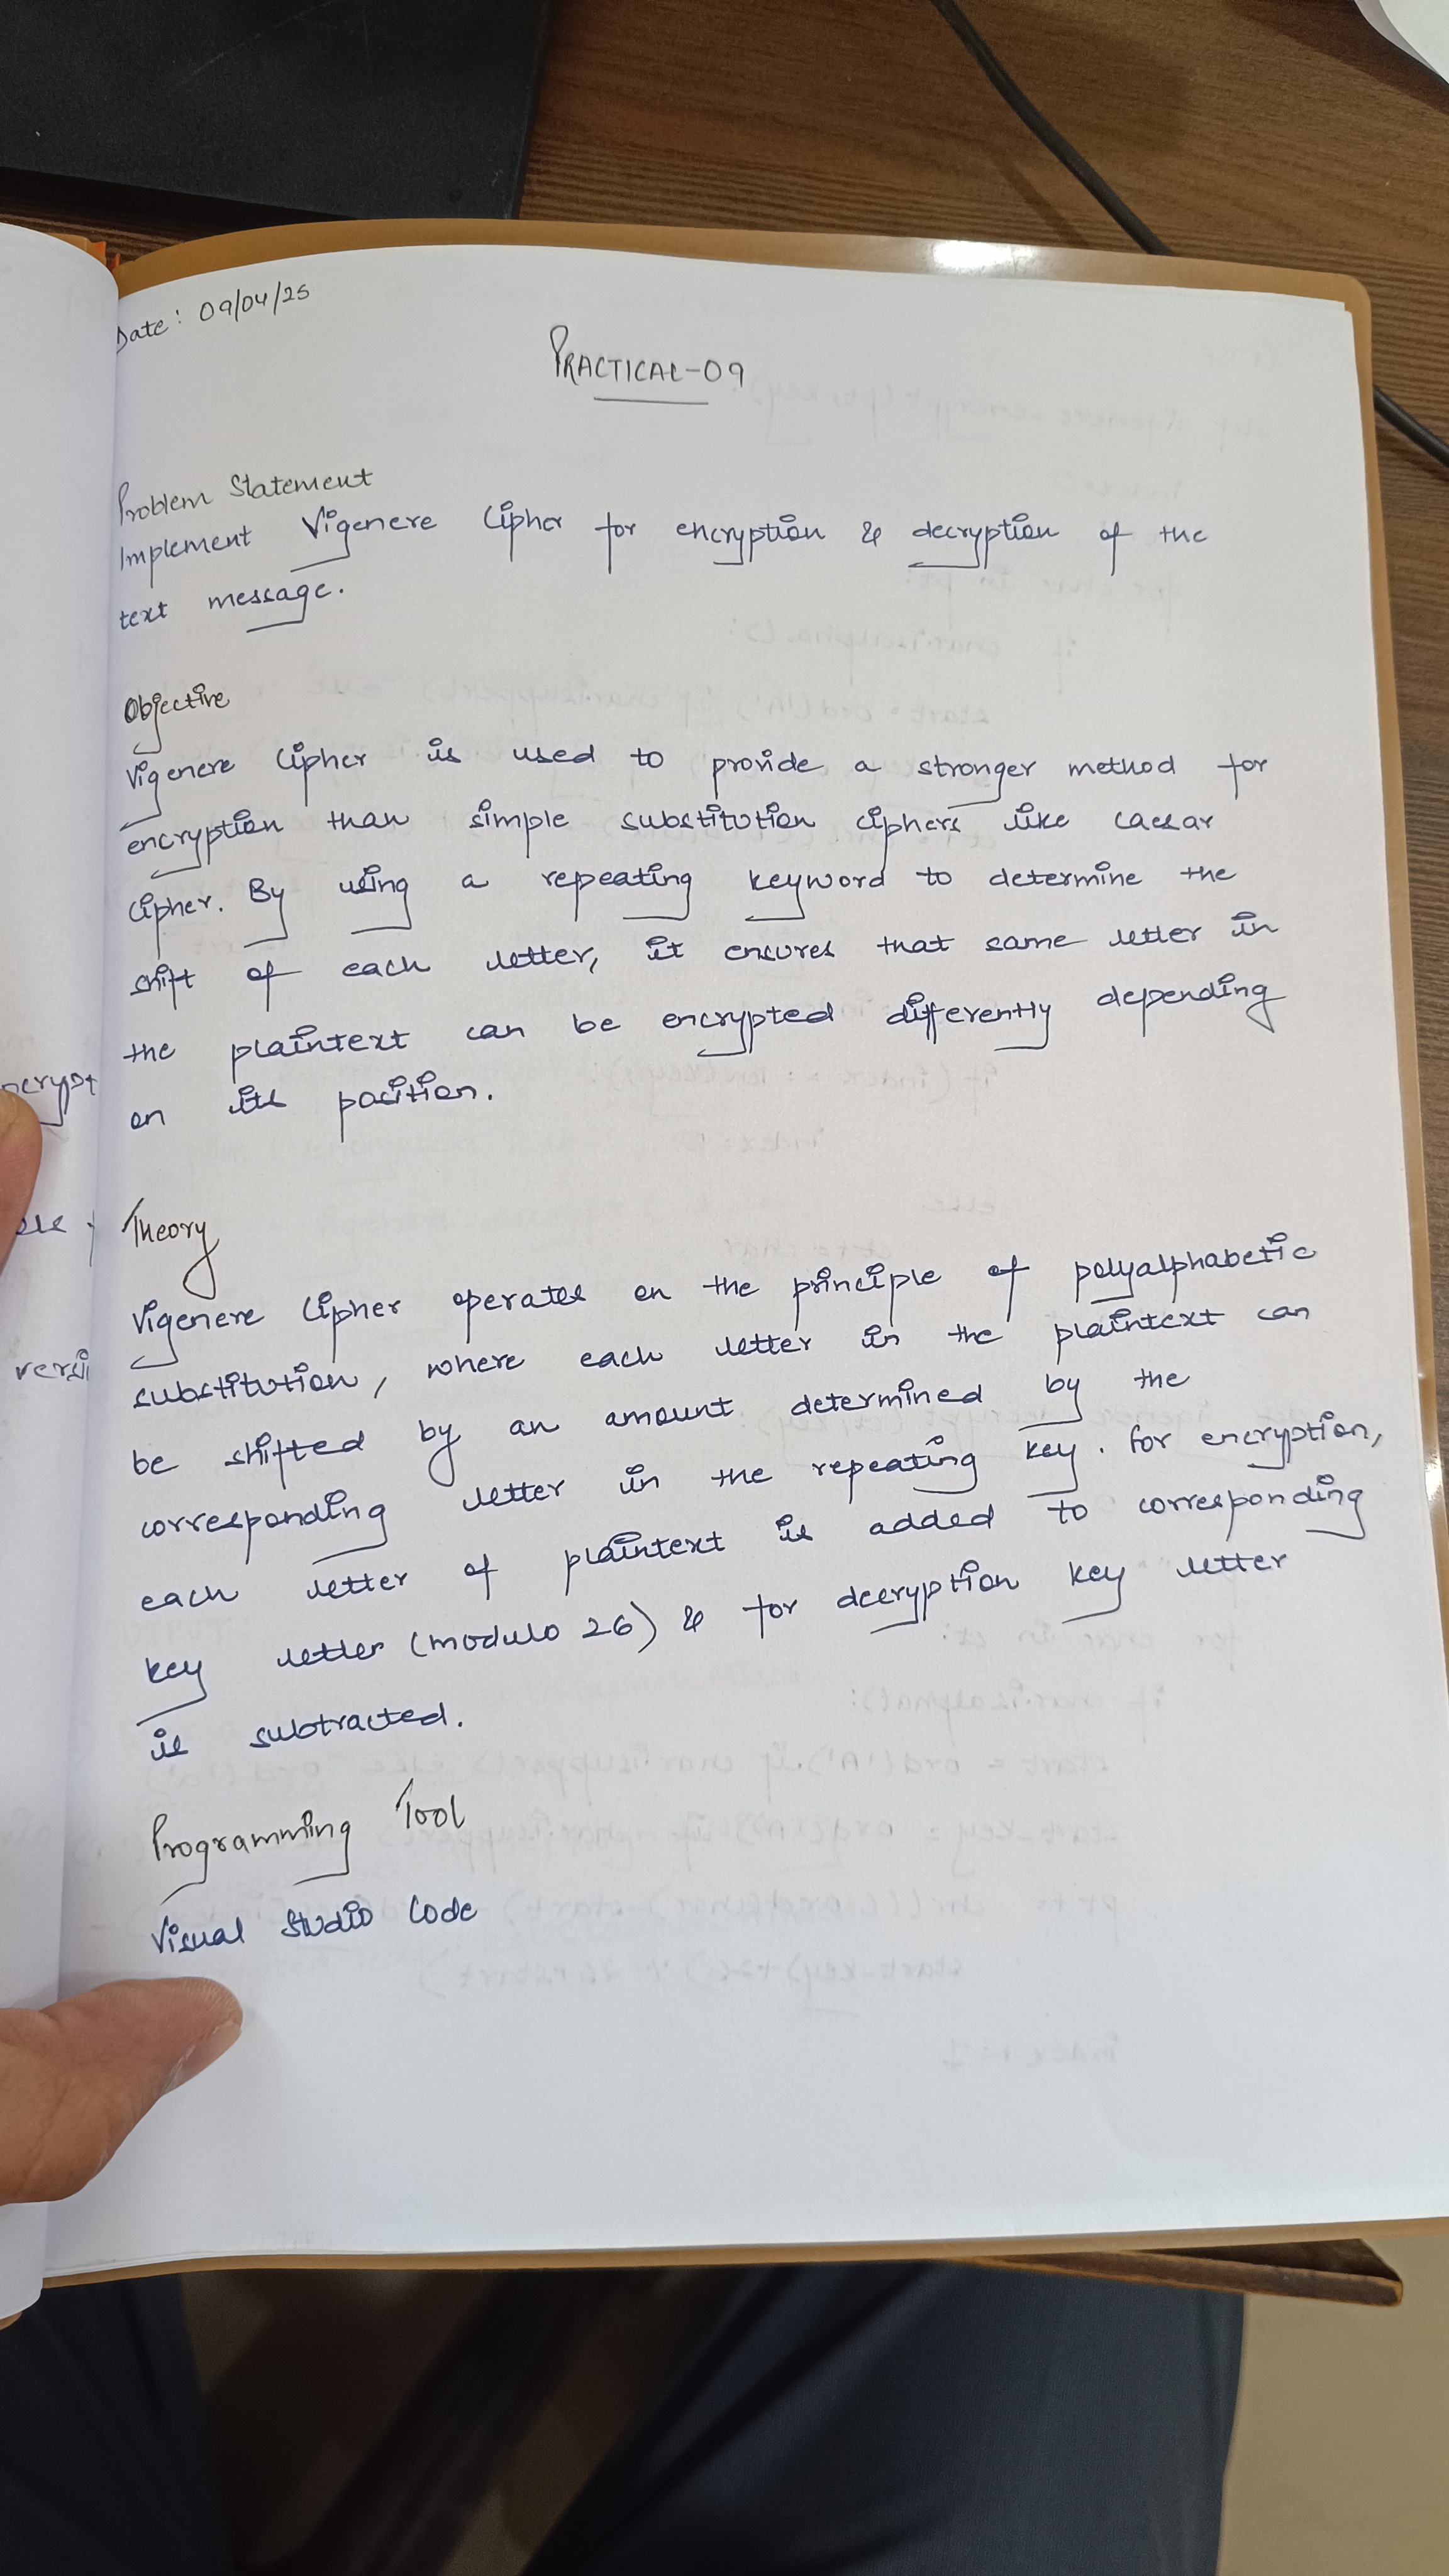 Date: 09/04/25
PRACTICAL-09
Problem Statement
Implement Vigenere Cipher for encryption & decryption of the
text message.
Objective
Vigenere Cipher is used to provide a stronger method for
encryption than simple substitution ciphers like caesar
cipher. By using a repeating keyword to determine the
shift of each letter, it ensures that same letter in
the plaintext can be encrypted differently depending
on its position.
Theory
Vigenere Cipher operates on the principle of polyalphabetic
substitution, where each letter in the plaintext can
be shifted by an amount determined by the
corresponding letter in the repeating key. for encryption,
each letter of plaintext is added to corresponding
key letter (modulo 26) & for decryption key letter
is subtracted.
Programming Tool
Visual Studio Code